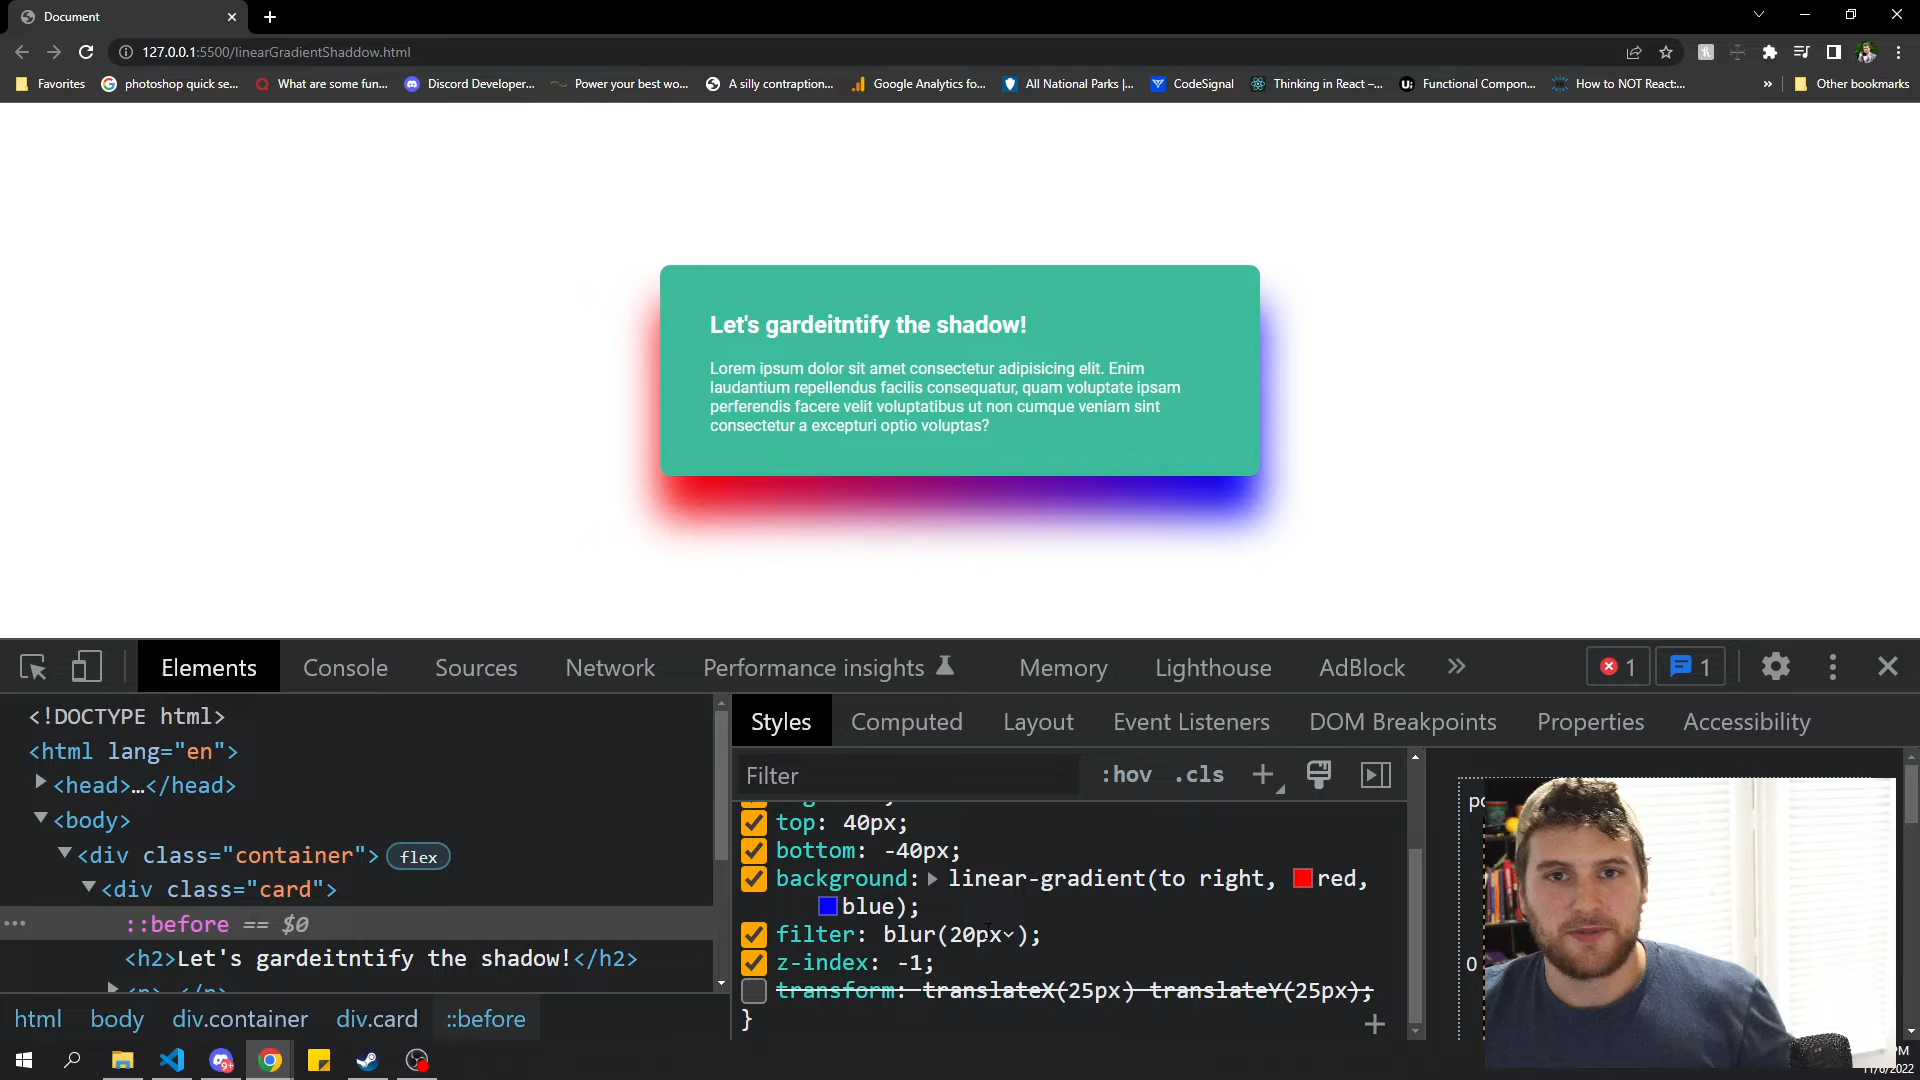 Document
127.0.0.1:5500/linearGradientShaddow.html
Favorites
photoshop quick se...
What are some fun...
Discord Developer...
Power your best wo...
A silly contraption...
Google Analytics fo...
All National Parks |...
CodeSignal
Thinking in React –...
Functional Compon...
How to NOT React:...
»
Other bookmarks
Let's gardeitntify the shadow!
Lorem ipsum dolor sit amet consectetur adipisicing elit. Enim
laudantium repellendus facilis consequatur, quam voluptate ipsam
perferendis facere velit voluptatibus ut non cumque veniam sint
consectetur a excepturi optio voluptas?
Elements
Console
Sources
Network
Performance insights
Memory
Lighthouse
AdBlock
»
1
1
<!DOCTYPE html>
<html lang="en">
<head>…</head>
<body>
<div class="container"> flex
<div class="card">
::before == $0
<h2>Let's gardeitntify the shadow!</h2>
html body div.container div.card ::before
Styles
Computed
Layout
Event Listeners
DOM Breakpoints
Properties
Accessibility
Filter
:hov .cls
top: 40px;
bottom: -40px;
background: linear-gradient(to right, red,
blue);
filter: blur(20px);
z-index: -1;
transform: translateX(25px) translateY(25px);
}
0
9+
PM
11/6/2022